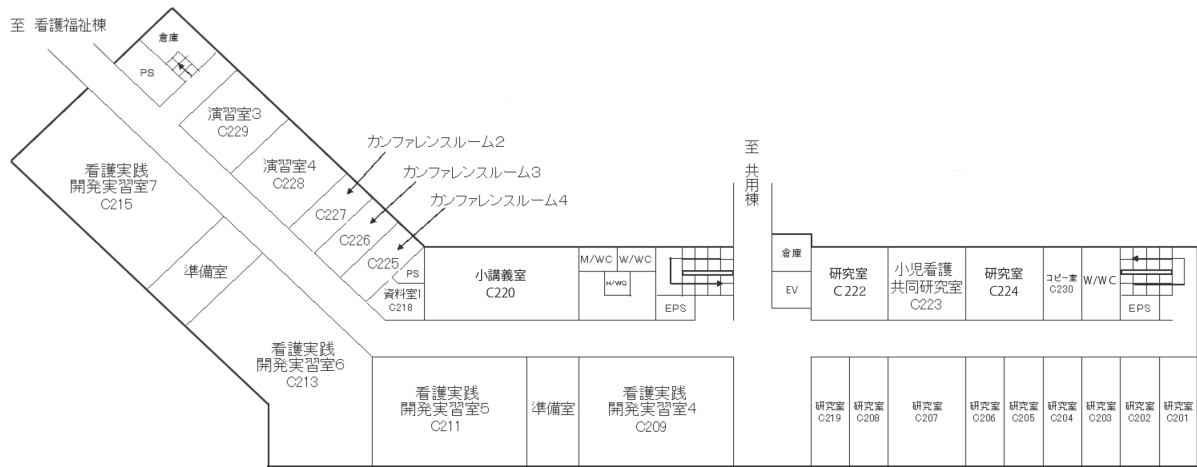 至 看護福祉棟
倉庫
PS
演習室3
C229
演習室4
C228
カンファレンスルーム2
カンファレンスルーム3
カンファレンスルーム4
C227
C226
C225
PS
資料室1
C218
看護実践
開発実習室7
C215
準備室
看護実践
開発実習室6
C213
小講義室
C220
M/WC
W/WC
H/WC
EPS
至 共用棟
倉庫
EV
研究室
C222
小児看護
共同研究室
C223
研究室
C224
コピー室
C230
W/WC
EPS
看護実践
開発実習室5
C211
準備室
看護実践
開発実習室4
C209
研究室
C219
研究室
C208
研究室
C207
研究室
C206
研究室
C205
研究室
C204
研究室
C203
研究室
C202
研究室
C201